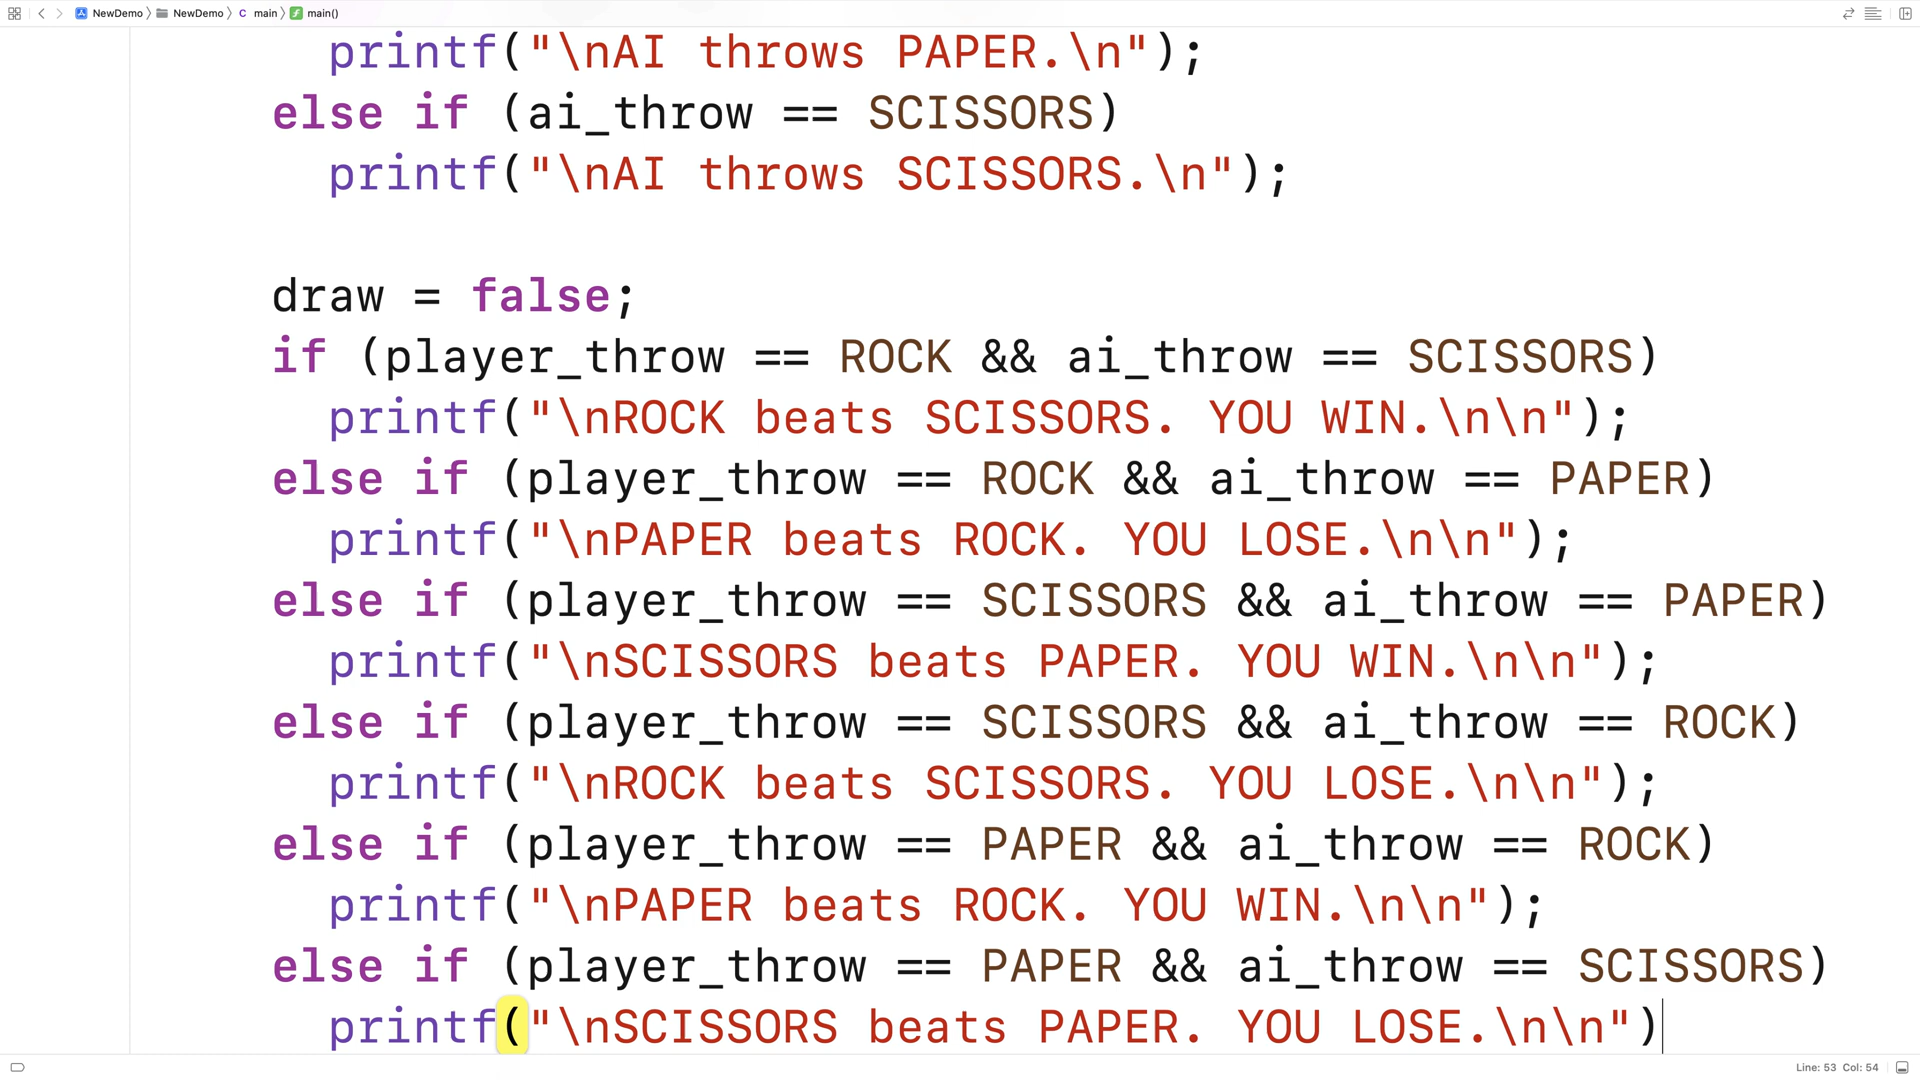 NewDemo NewDemo C main f main()
printf("\nAI throws PAPER.\n");
else if (ai_throw == SCISSORS)
printf("\nAI throws SCISSORS.\n");
draw = false;
if (player_throw == ROCK && ai_throw == SCISSORS)
printf("\nROCK beats SCISSORS. YOU WIN.\n\n");
else if (player_throw == ROCK && ai_throw == PAPER)
printf("\nPAPER beats ROCK. YOU LOSE.\n\n");
else if (player_throw == SCISSORS && ai_throw == PAPER)
printf("\nSCISSORS beats PAPER. YOU WIN.\n\n");
else if (player_throw == SCISSORS && ai_throw == ROCK)
printf("\nROCK beats SCISSORS. YOU LOSE.\n\n");
else if (player_throw == PAPER && ai_throw == ROCK)
printf("\nPAPER beats ROCK. YOU WIN.\n\n");
else if (player_throw == PAPER && ai_throw == SCISSORS)
printf("\nSCISSORS beats PAPER. YOU LOSE.\n\n")
Line: 53 Col: 54